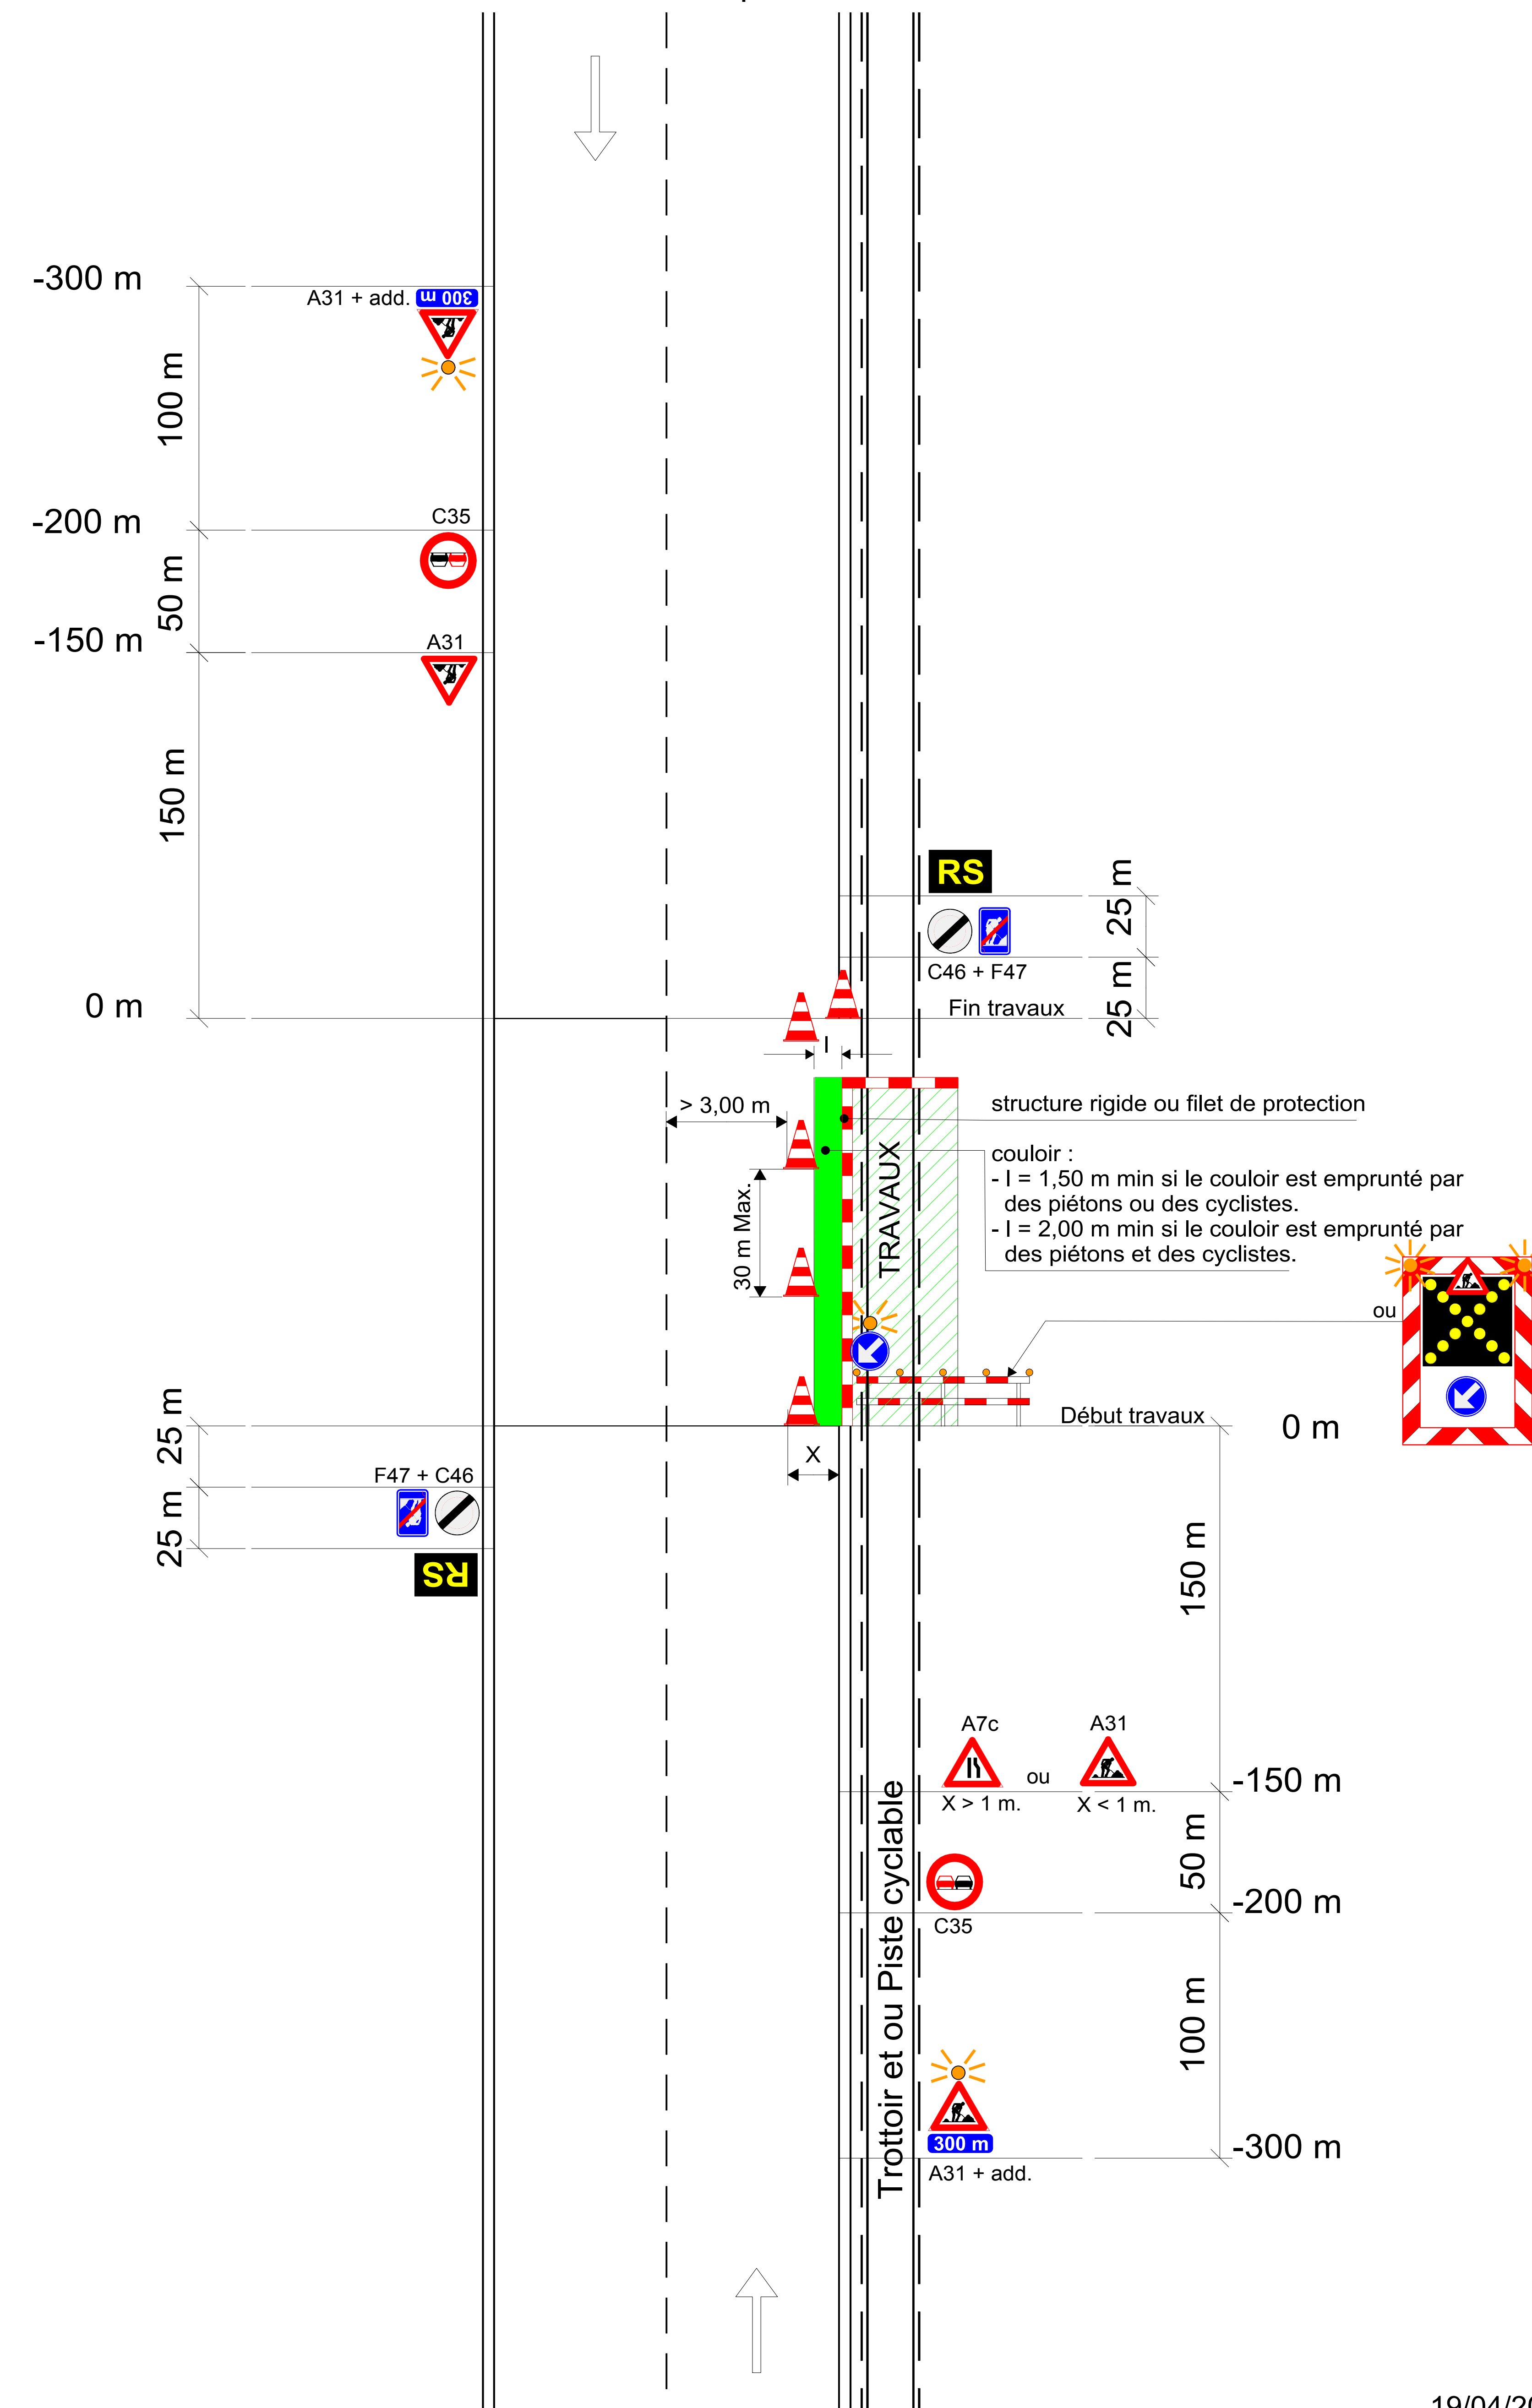 -300 m
A31 + add.
300 m
100 m
-200 m
C35
50 m
-150 m
A31
150 m
RS
25 m
C46 + F47
25 m
0 m
Fin travaux
l
> 3,00 m
structure rigide ou filet de protection
TRAVAUX
couloir :
- l = 1,50 m min si le couloir est emprunté par
des piétons ou des cyclistes.
- l = 2,00 m min si le couloir est emprunté par
des piétons et des cyclistes.
30 m Max.
ou
Début travaux
0 m
25 m
X
F47 + C46
25 m
RS
150 m
A7c
A31
ou
-150 m
X > 1 m.
X < 1 m.
50 m
Trottoir et ou Piste cyclable
-200 m
C35
100 m
300 m
-300 m
A31 + add.